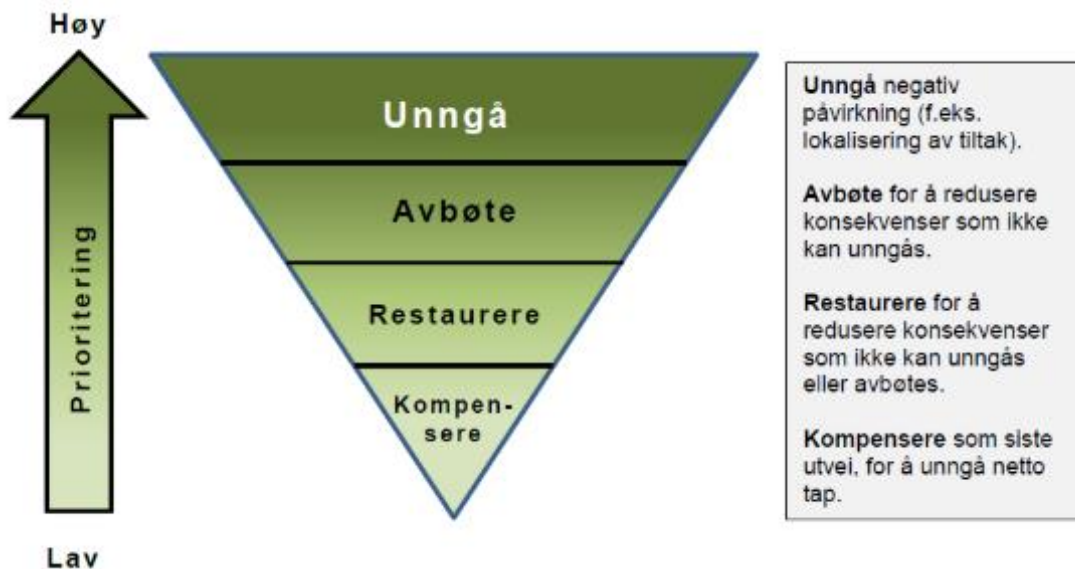 Høy
Prioritering
Lav
Unngå
Avbøte
Restaurere
Kompen-
sere
Unngå negativ
påvirkning (f.eks.
lokalisering av tiltak).
Avbøte for å redusere
konsekvenser som ikke
kan unngås.
Restaurere for å
redusere konsekvenser
som ikke kan unngås
eller avbøtes.
Kompensere som siste
utvei, for å unngå netto
tap.